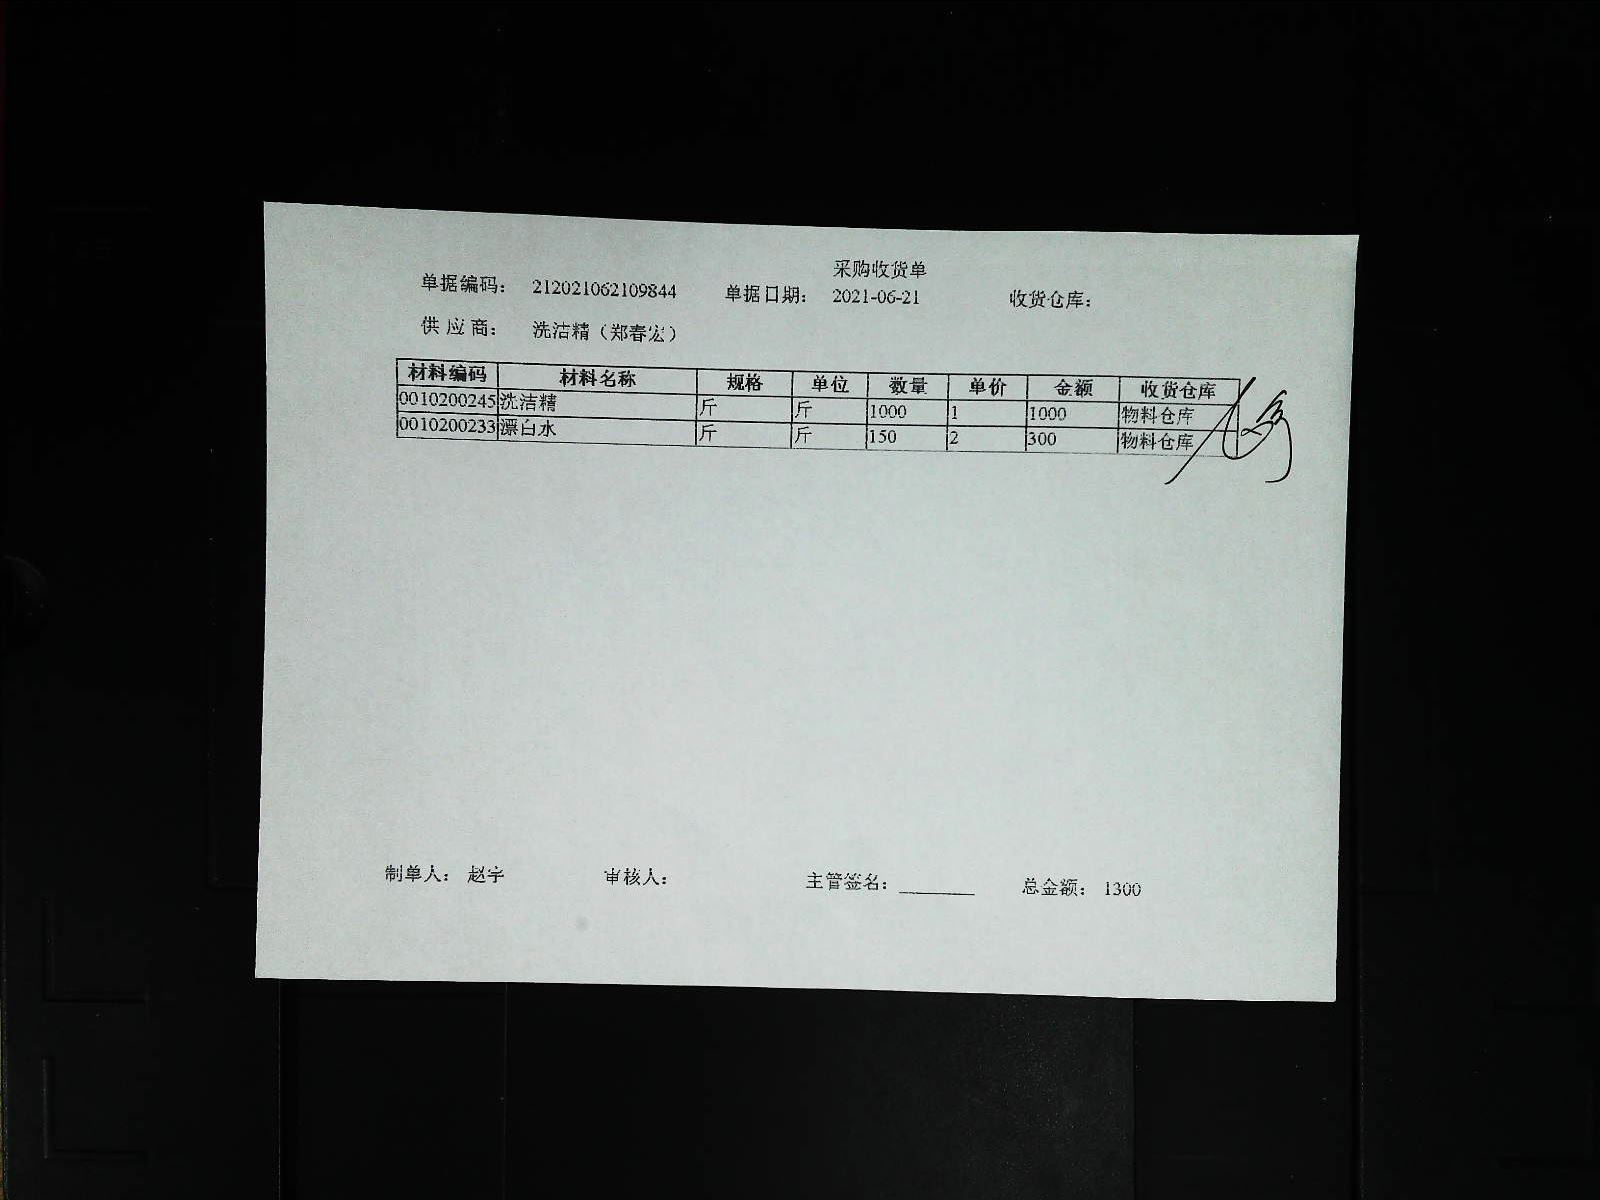 采购收货单
单据编码： 212021062109844 单据日期： 2021-06-21 收货仓库：
供应商： 洗洁精（郑春宏）
材料编码 材料名称 规格 单位 数量 单价 金额 收货仓库
0010200245 洗洁精 斤 斤 1000 1 1000 物料仓库
0010200233 漂白水 斤 斤 150 2 300 物料仓库
制单人： 赵宇 审核人： 主管签名： 总金额： 1300